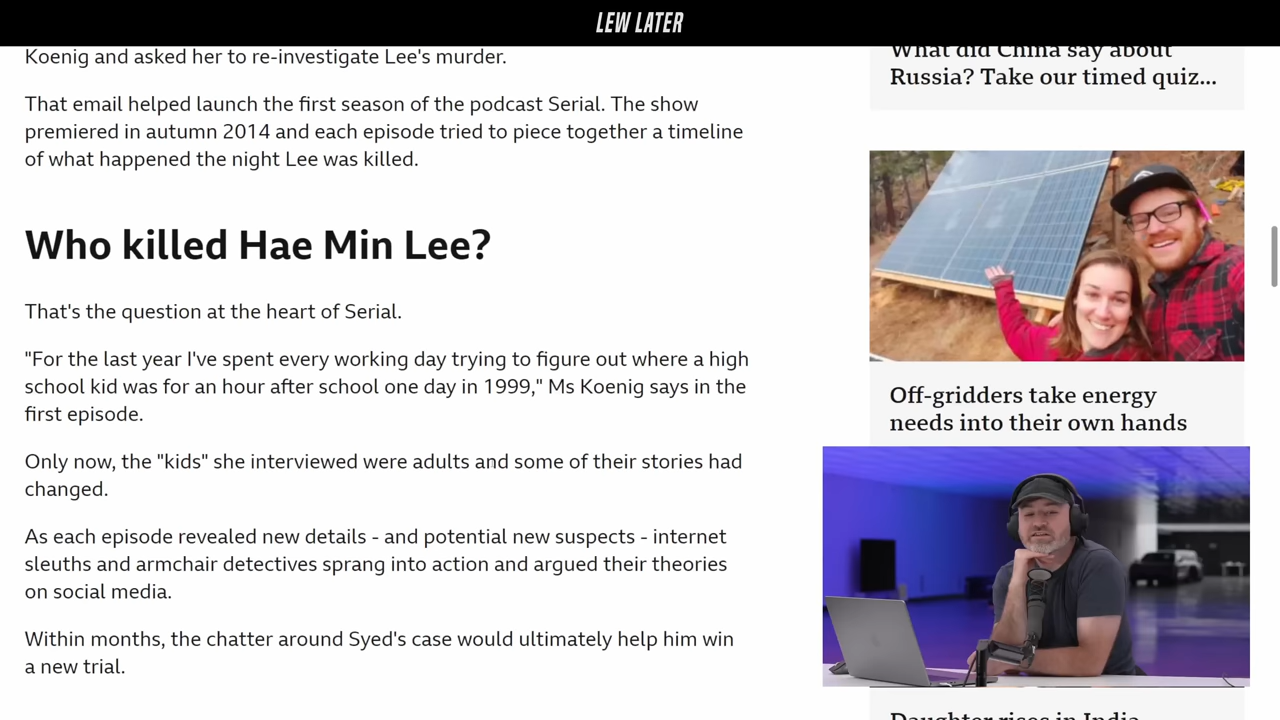 LEW LATER
Koenig and asked her to re-investigate Lee's murder.
That email helped launch the first season of the podcast Serial. The show
premiered in autumn 2014 and each episode tried to piece together a timeline
of what happened the night Lee was killed.
Who killed Hae Min Lee?
That's the question at the heart of Serial.
"For the last year I've spent every working day trying to figure out where a high
school kid was for an hour after school one day in 1999," Ms Koenig says in the
first episode.
Only now, the "kids" she interviewed were adults and some of their stories had
changed.
As each episode revealed new details - and potential new suspects - internet
sleuths and armchair detectives sprang into action and argued their theories
on social media.
Within months, the chatter around Syed's case would ultimately help him win
a new trial.
What did China say about
Russia? Take our timed quiz...
Off-gridders take energy
needs into their own hands
Daughter rises in India